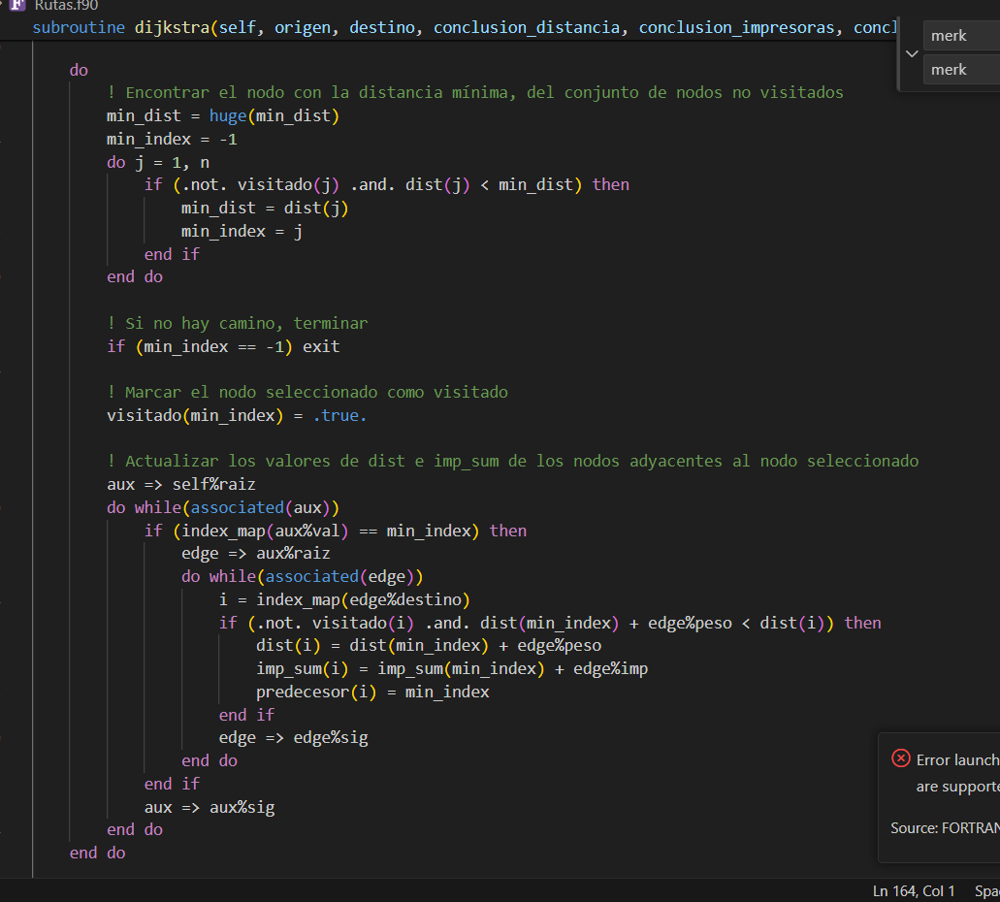 Rutas.f90
subroutine dijkstra(self, origen, destino, conclusion_distancia, conclusion_impresoras, concl
merk
merk
do
! Encontrar el nodo con la distancia mínima, del conjunto de nodos no visitados
min_dist = huge(min_dist)
min_index = -1
do j = 1, n
if (.not. visitado(j) .and. dist(j) < min_dist) then
min_dist = dist(j)
min_index = j
end if
end do
! Si no hay camino, terminar
if (min_index == -1) exit
! Marcar el nodo seleccionado como visitado
visitado(min_index) = .true.
! Actualizar los valores de dist e imp_sum de los nodos adyacentes al nodo seleccionado
aux => self%raiz
do while(associated(aux))
if (index_map(aux%val) == min_index) then
edge => aux%raiz
do while(associated(edge))
i = index_map(edge%destino)
if (.not. visitado(i) .and. dist(min_index) + edge%peso < dist(i)) then
dist(i) = dist(min_index) + edge%peso
imp_sum(i) = imp_sum(min_index) + edge%imp
predecesor(i) = min_index
end if
edge => edge%sig
end do
end if
aux => aux%sig
end do
end do
Error launch
are supporte
Source: FORTRAN
Ln 164, Col 1 Spa